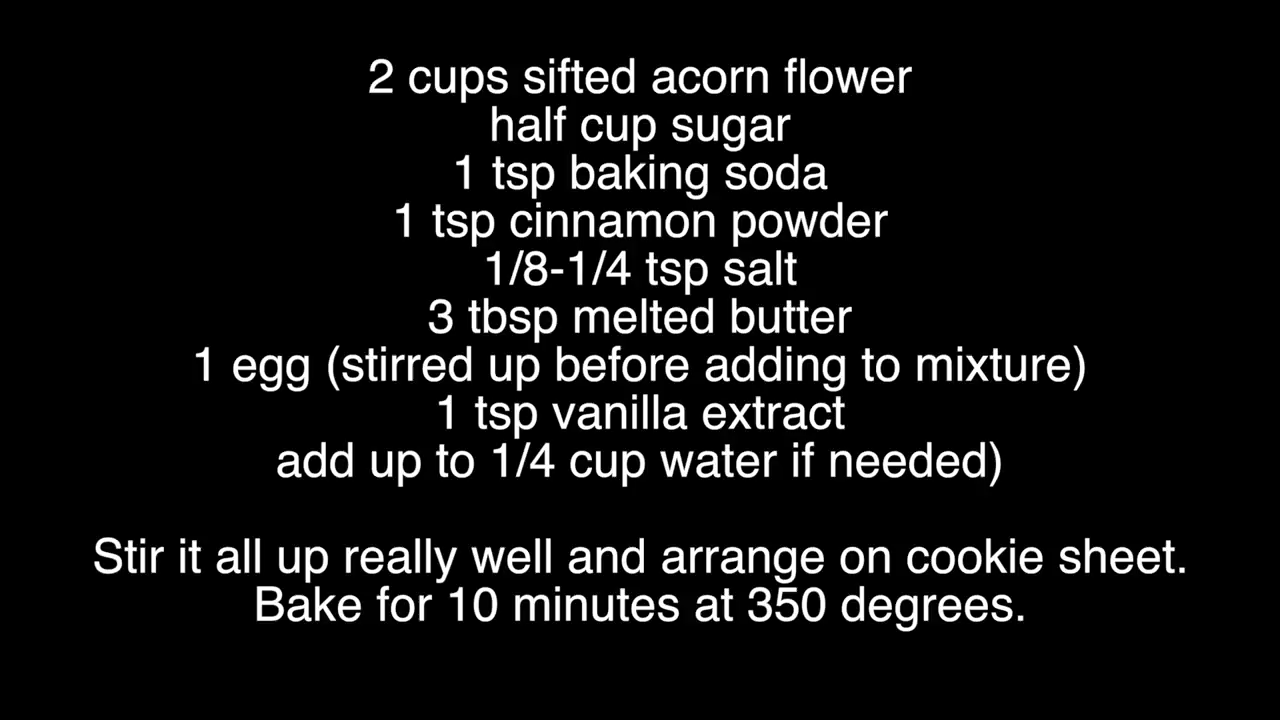 2 cups sifted acorn flower
half cup sugar
1 tsp baking soda
1 tsp cinnamon powder
1/8-1/4 tsp salt
3 tbsp melted butter
1 egg (stirred up before adding to mixture)
1 tsp vanilla extract
add up to 1/4 cup water if needed)
Stir it all up really well and arrange on cookie sheet.
Bake for 10 minutes at 350 degrees.